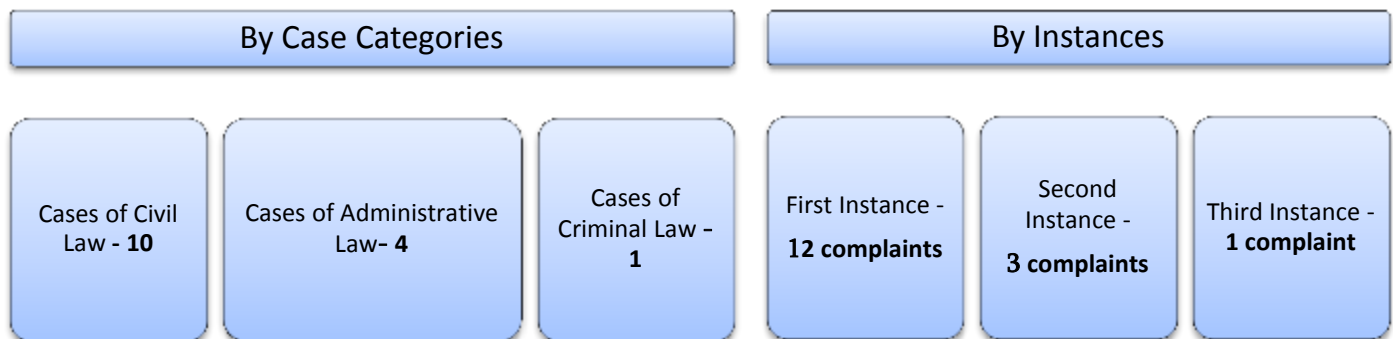 By Case Categories
By Instances
Cases of Civil
Law - 10
Cases of Administrative
Law– 4
Cases of
Criminal Law –
1
First Instance -
12 complaints
Second
Instance -
3 complaints
Third Instance -
1 complaint